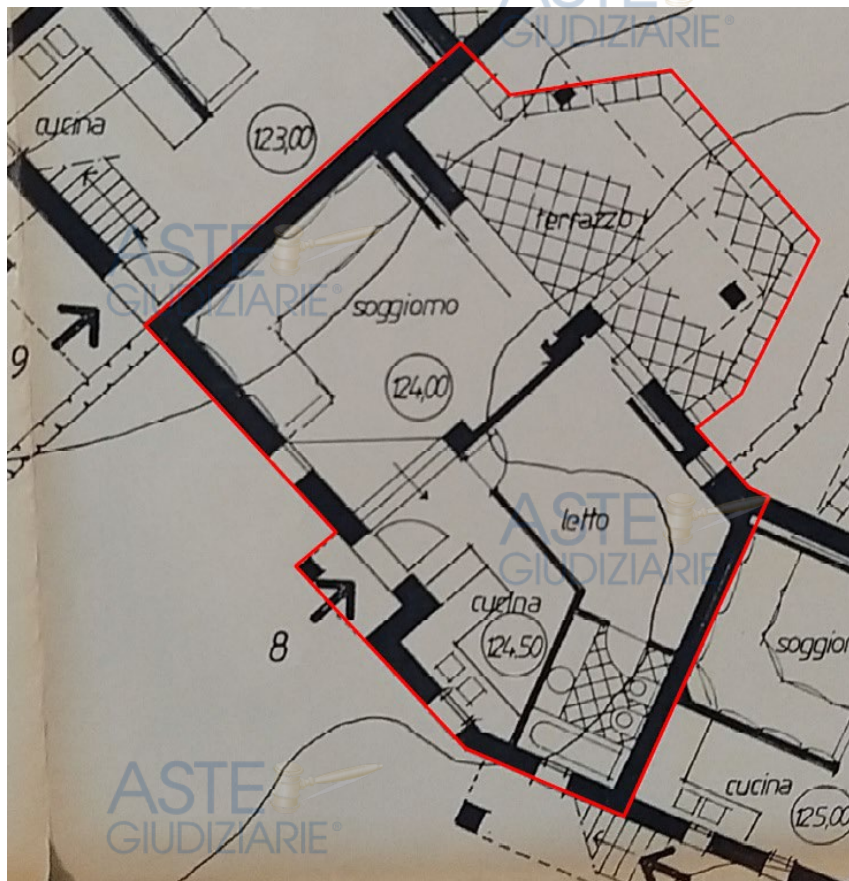 ASTE
GIUDIZIARIE®
cucina
123,00
terrazzo
ASTE
GIUDIZIARIE®
soggiorno
9
124,00
letto
ASTE
GIUDIZIARIE®
cucina
124.50
8
soggior
ASTE
GIUDIZIARIE®
cucina
125,00